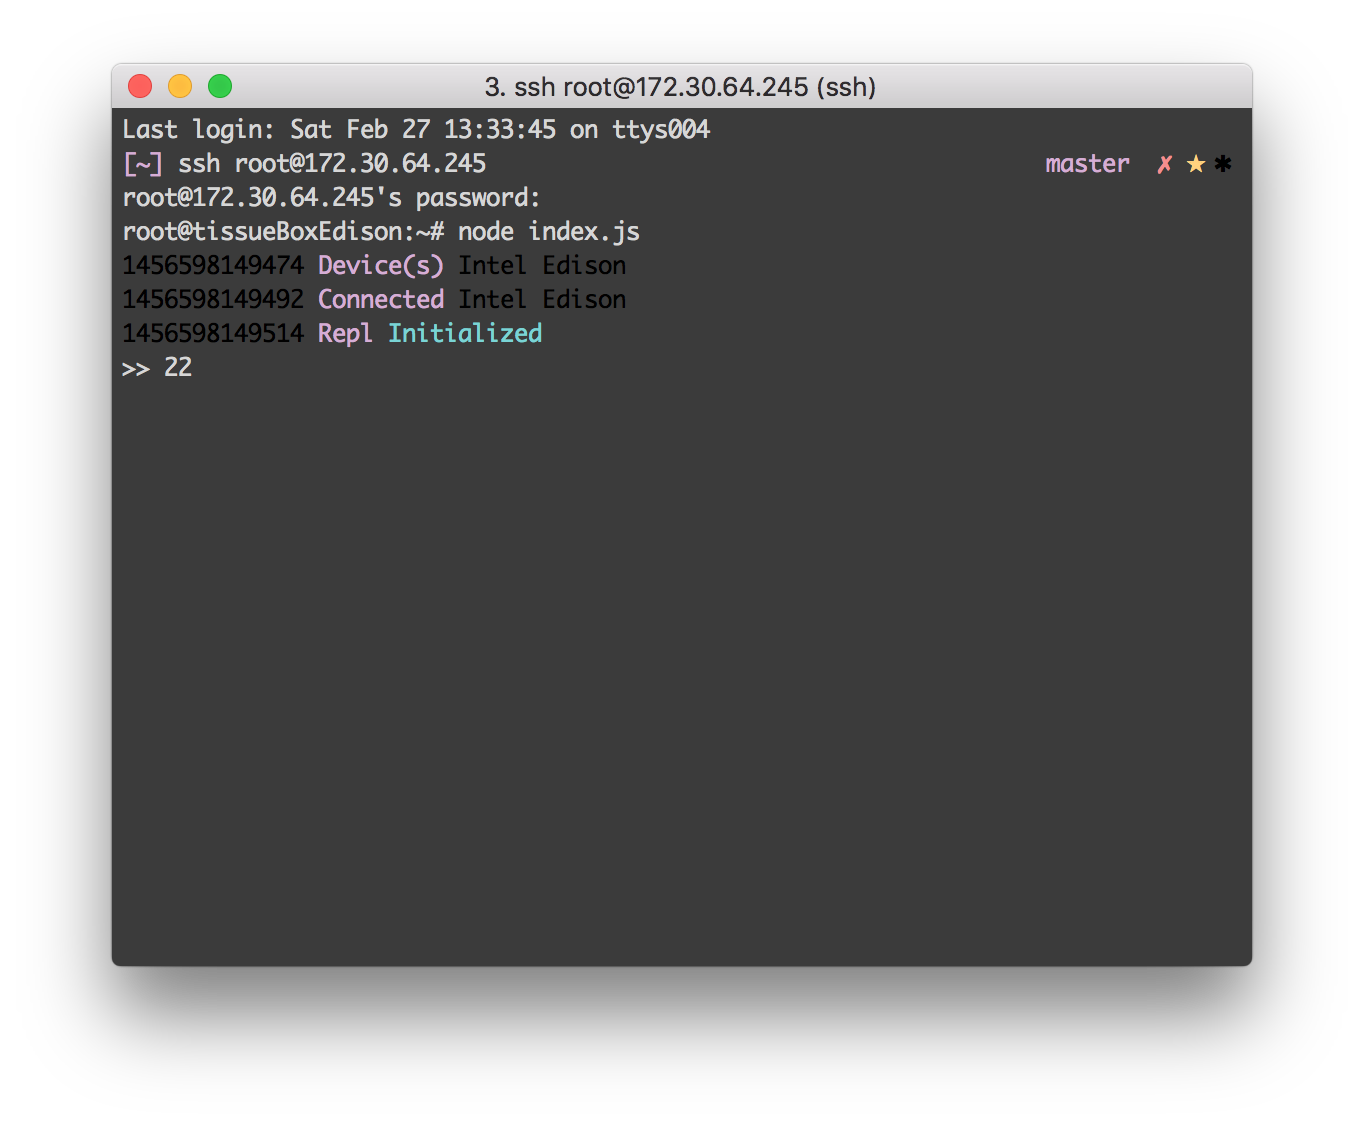 3. ssh root@172.30.64.245 (ssh)
Last login: Sat Feb 27 13:33:45 on ttys004
[~] ssh root@172.30.64.245 master ✗ ★ ✱
root@172.30.64.245's password:
root@tissueBoxEdison:~# node index.js
1456598149474 Device(s) Intel Edison
1456598149492 Connected Intel Edison
1456598149514 Repl Initialized
>> 22